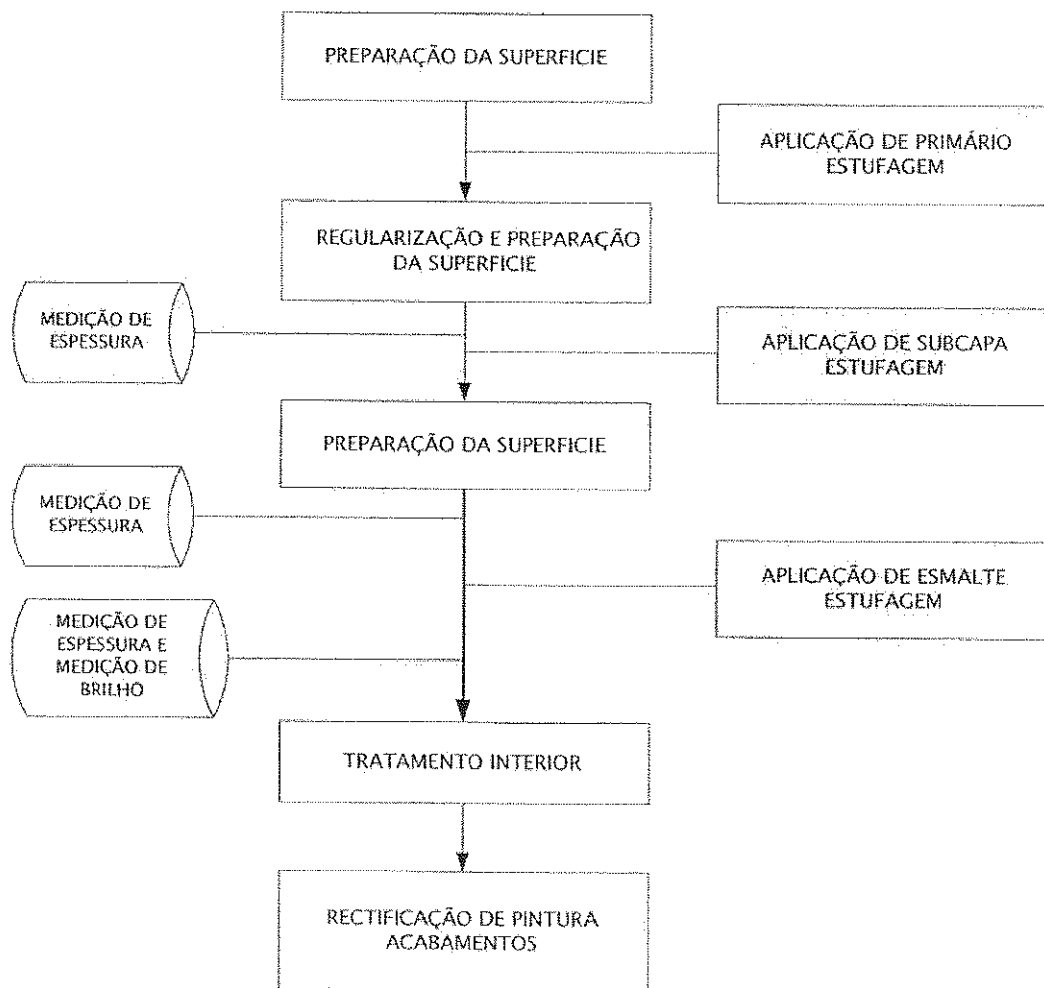 PREPARAÇÃO DA SUPERFICIE
APLICAÇÃO DE PRIMÁRIO
ESTUFAGEM
REGULARIZAÇÃO E PREPARAÇÃO
DA SUPERFICIE
MEDIÇÃO DE
ESPESSURA
APLICAÇÃO DE SUBCAPA
ESTUFAGEM
PREPARAÇÃO DA SUPERFICIE
MEDIÇÃO DE
ESPESSURA
APLICAÇÃO DE ESMALTE
ESTUFAGEM
MEDIÇÃO DE
ESPESSURA E
MEDIÇÃO DE
BRILHO
TRATAMENTO INTERIOR
RECTIFICAÇÃO DE PINTURA
ACABAMENTOS